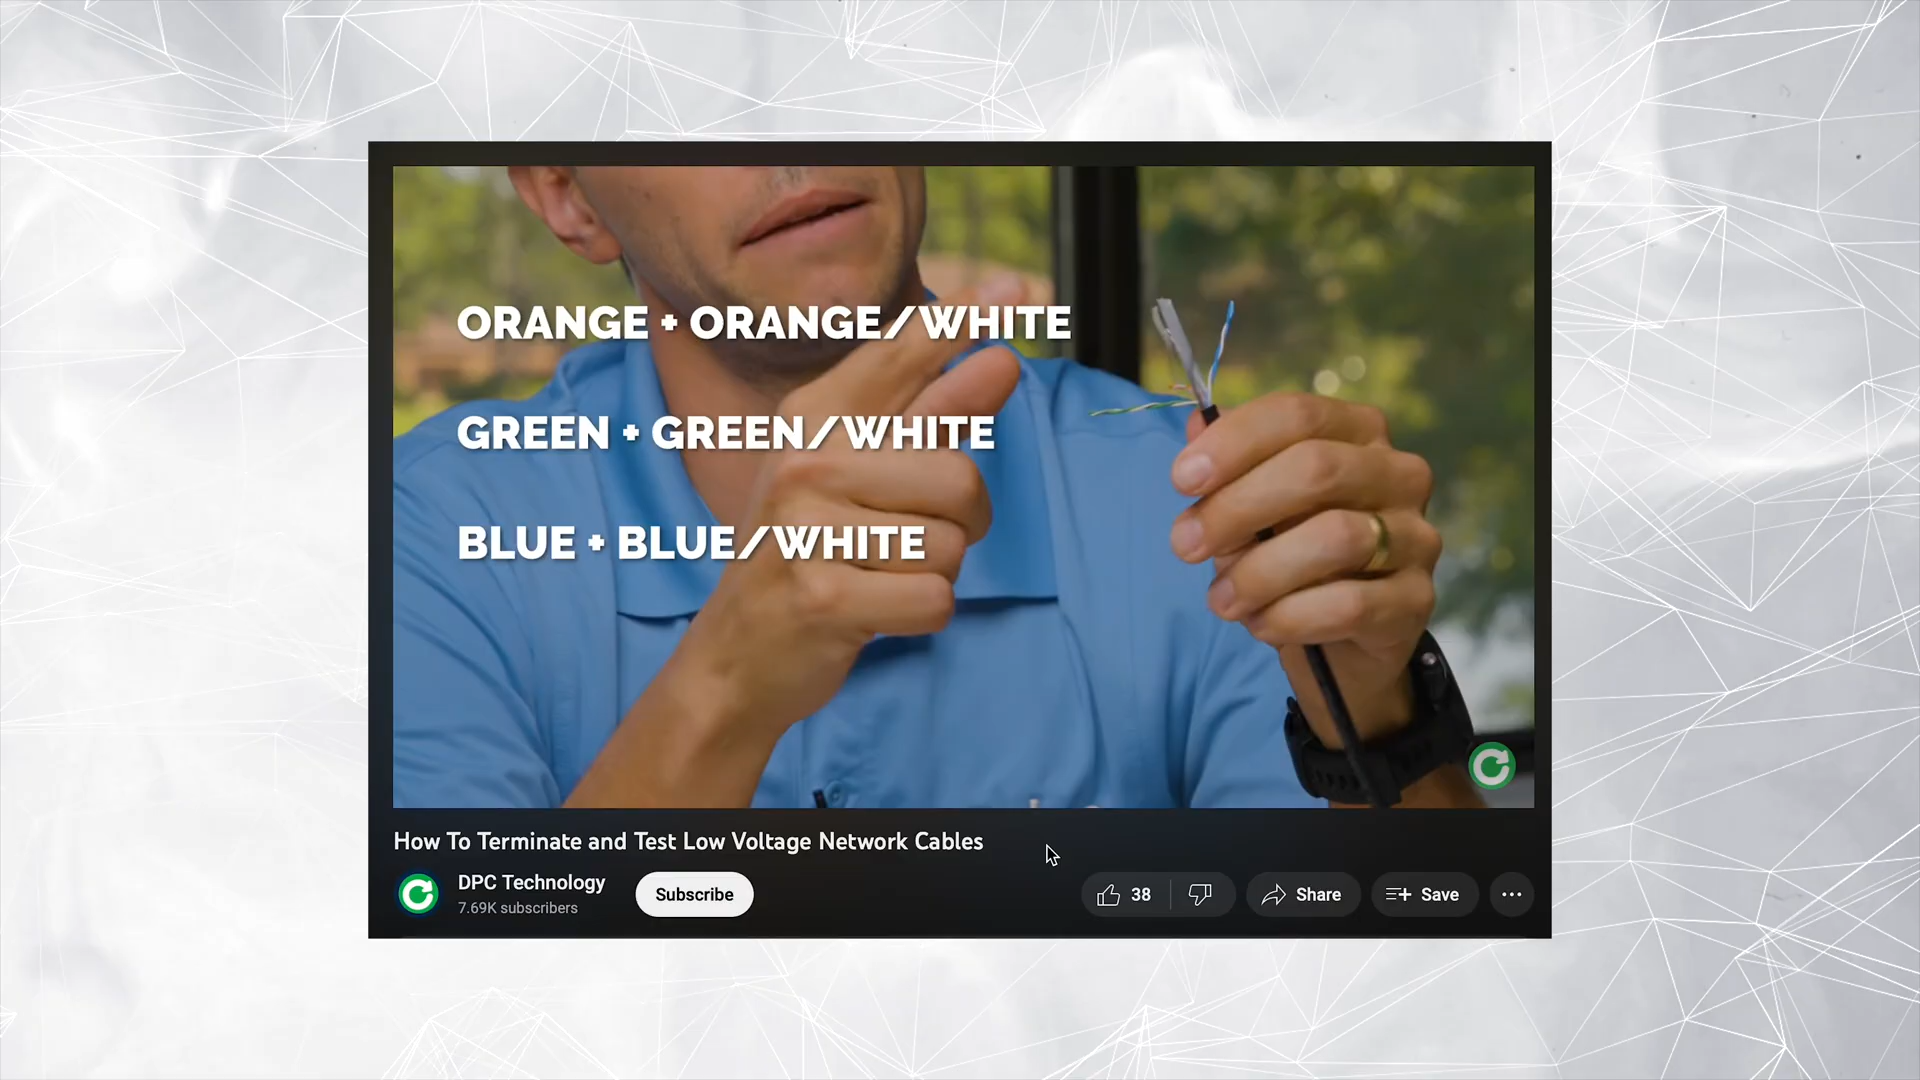 ORANGE + ORANGE/WHITE
GREEN + GREEN/WHITE
BLUE + BLUE/WHITE
How To Terminate and Test Low Voltage Network Cables
DPC Technology
7.69K subscribers
Subscribe
38
Share
Save